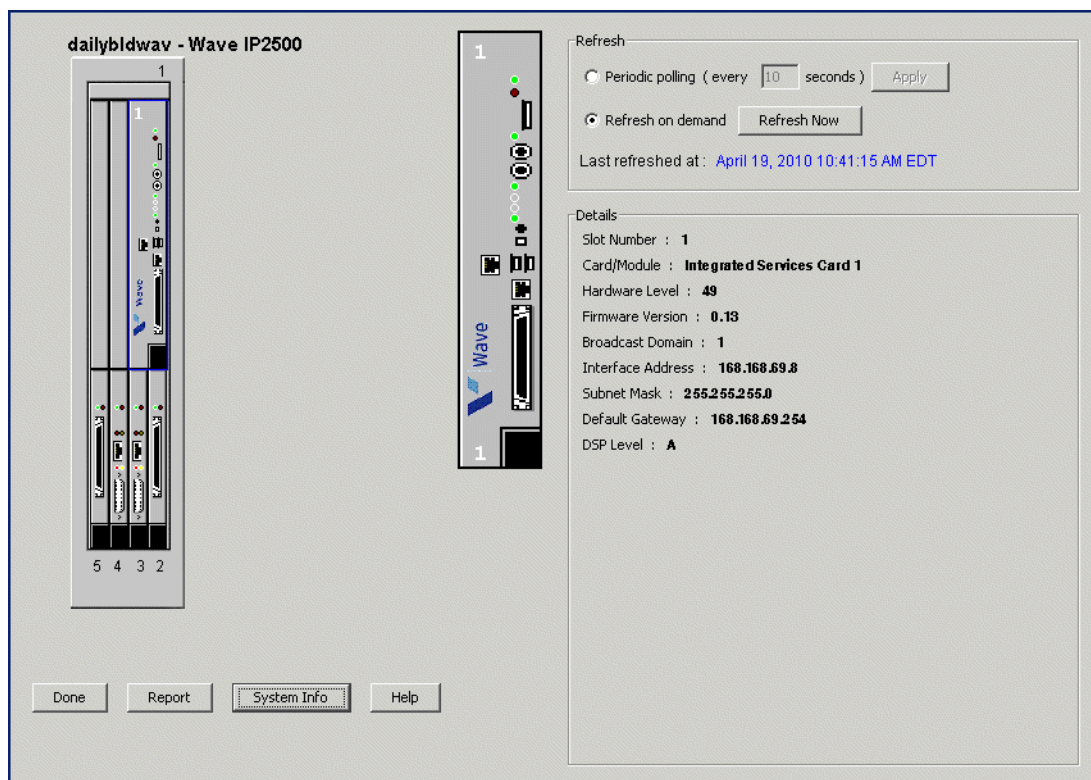 dailybldwav - Wave IP2500
1
1
Wave
5 4 3 2
1
Wave
1
Refresh
Periodic polling ( every 10 seconds ) Apply
Refresh on demand Refresh Now
Last refreshed at : April 19, 2010 10:41:15 AM EDT
Details
Slot Number : 1
Card/Module : Integrated Services Card 1
Hardware Level : 49
Firmware Version : 0.13
Broadcast Domain : 1
Interface Address : 168.168.69.8
Subnet Mask : 255.255.255.0
Default Gateway : 168.168.69.254
DSP Level : A
Done Report System Info Help